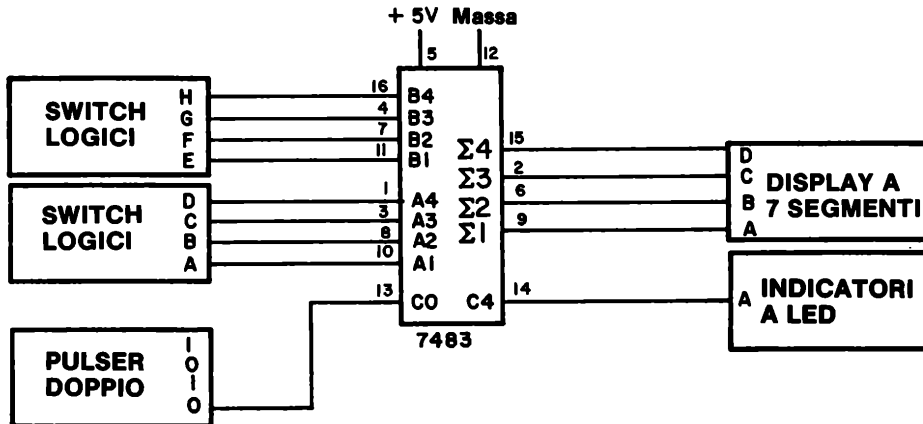 + 5V Massa
5 12
SWITCH LOGICI
H 16 B4
G 4 B3
F 7 B2
E 11 B1
SWITCH LOGICI
D 1 A4
C 3 A3
B 8 A2
A 10 A1
13 C0
Σ4 15 D
Σ3 2 C
Σ2 6 B
Σ1 9 A
DISPLAY A
7 SEGMENTI
C4 14 A
INDICATORI
A LED
7483
PULSER
DOPPIO
I
O
I
O